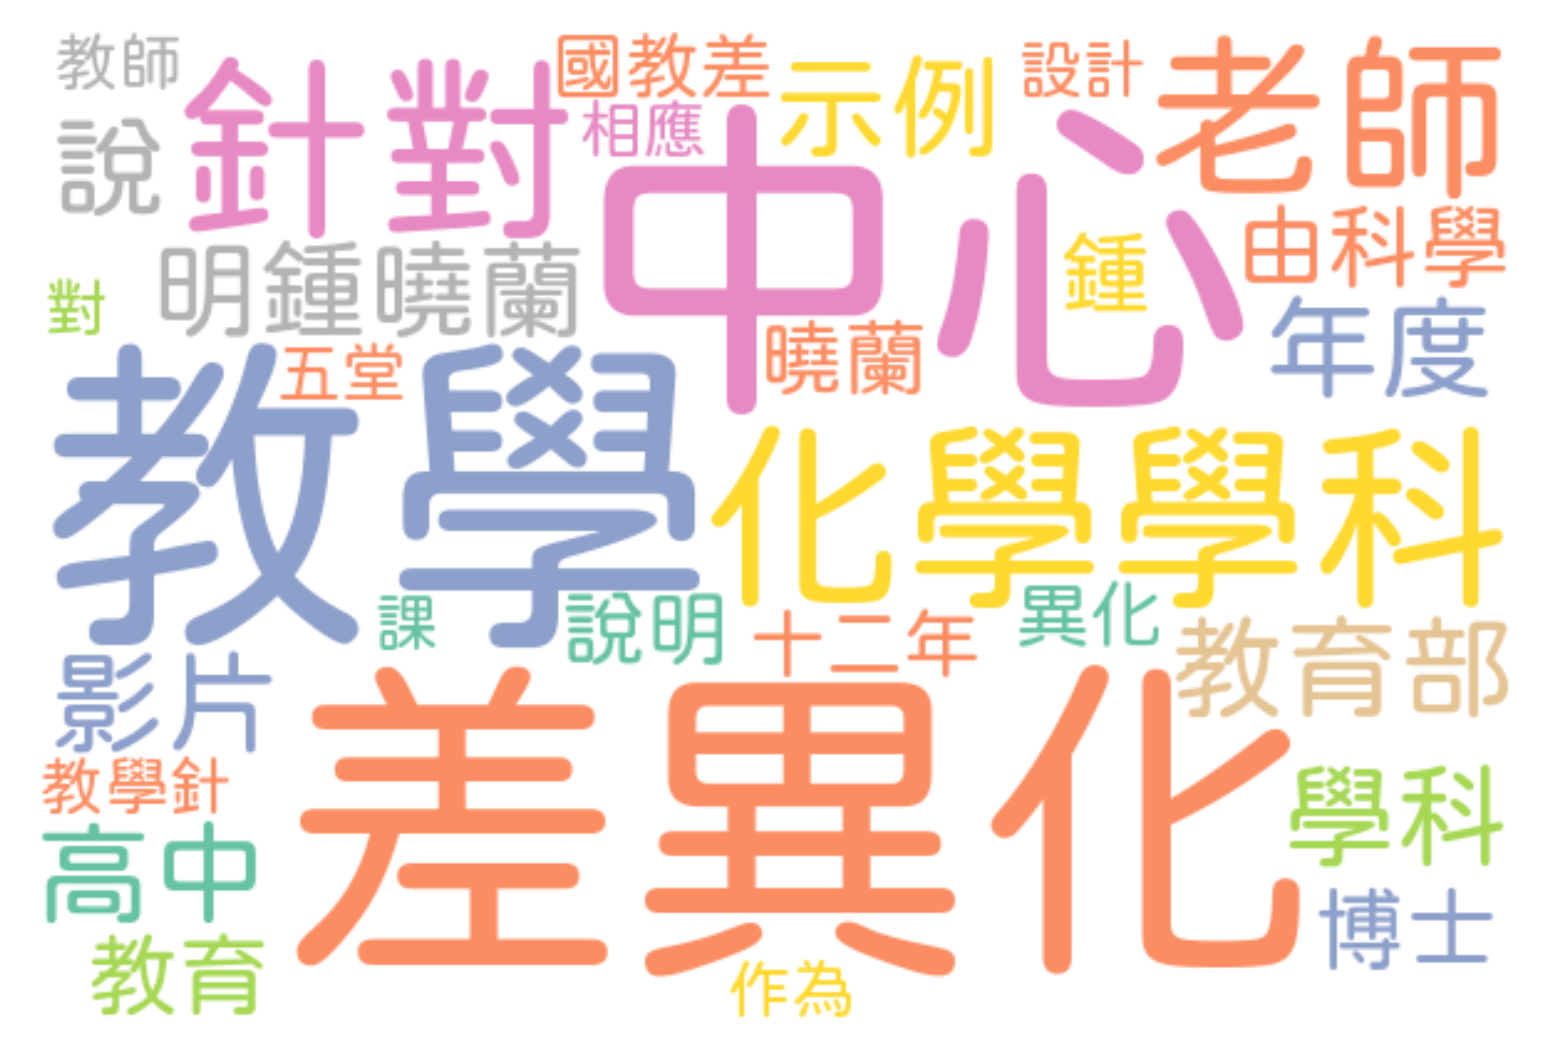 教師
針對
國教差
示例
設計
老師
說
相應
中心
明鍾曉蘭
鍾
由科學
對
五堂
曉蘭
年度
教學
化學學科
課
說明
十二年
異化
教育部
影片
差異化
教學針
學科
高中
博士
教育
作為